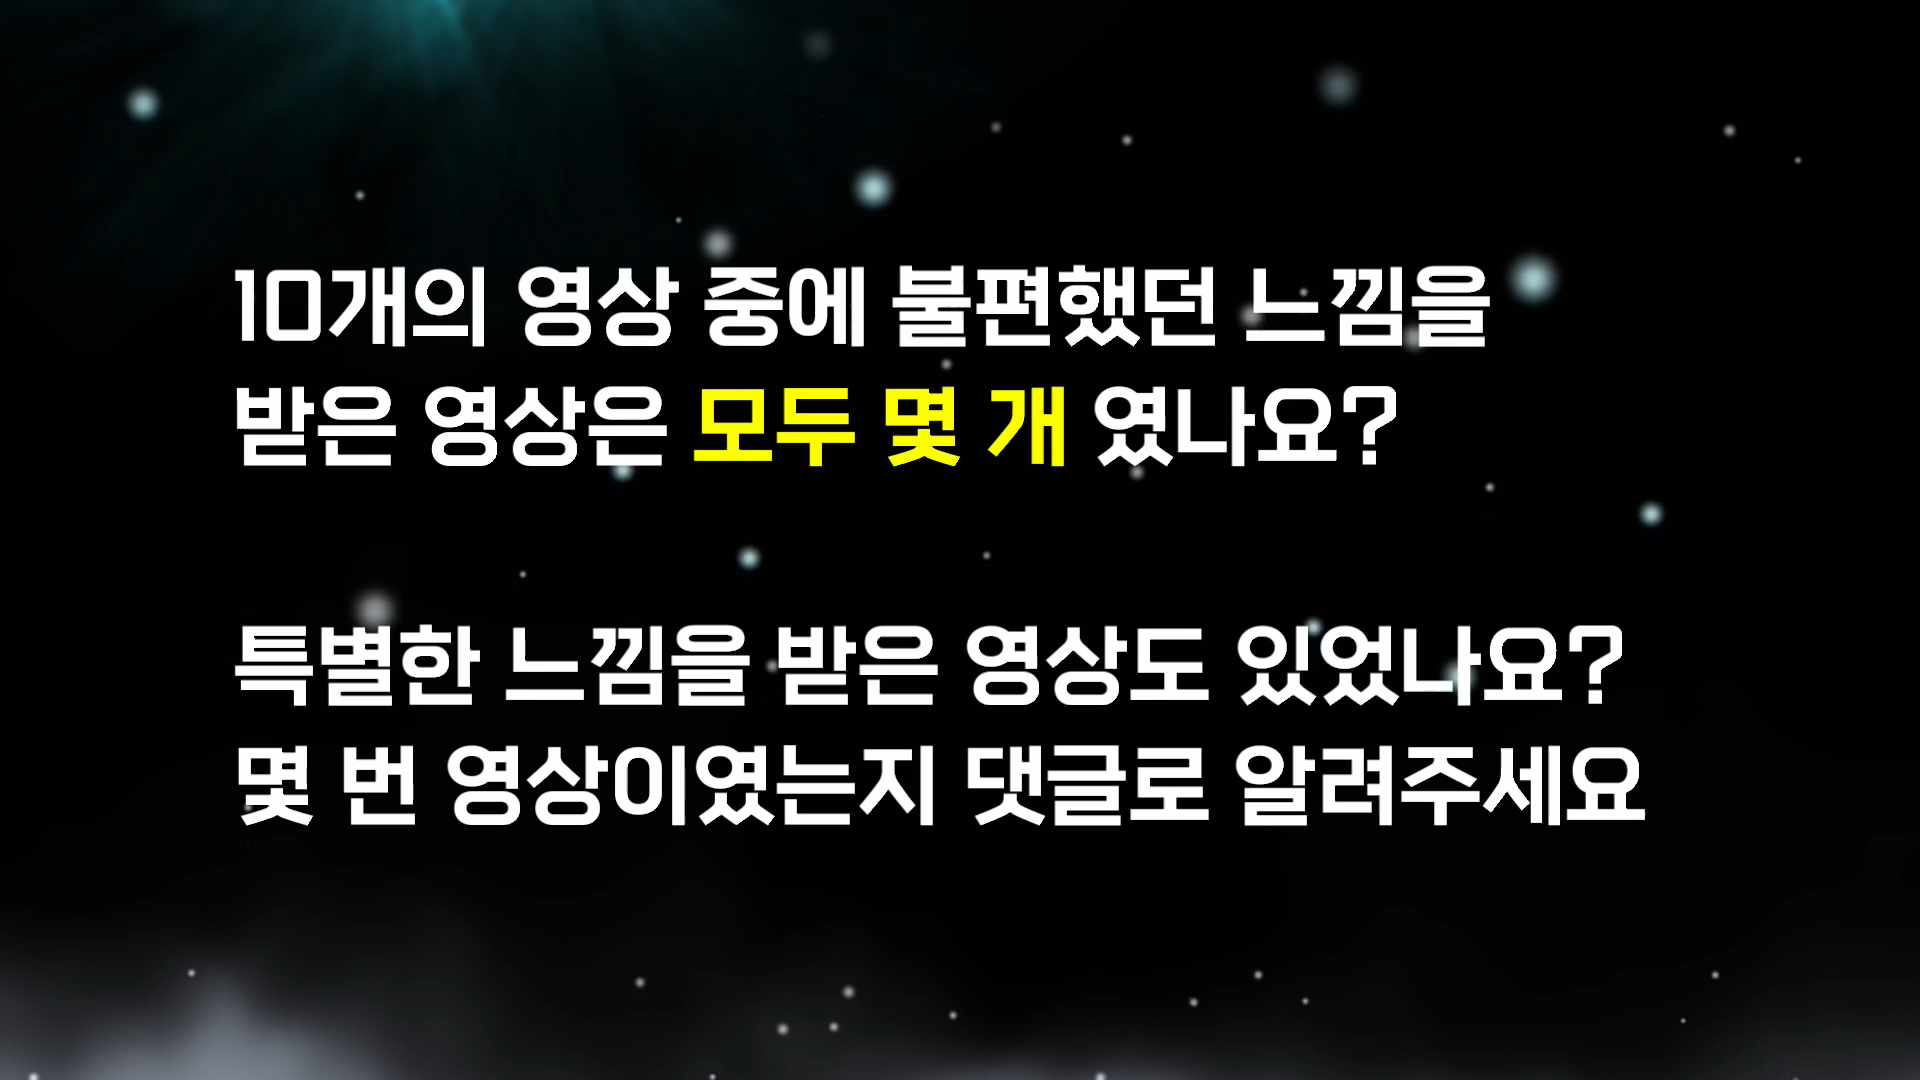 10개의 영상 중에 불편했던 느낌을
받은 영상은 모두 몇 개 였나요?
특별한 느낌을 받은 영상도 있었나요?
몇 번 영상이였는지 댓글로 알려주세요